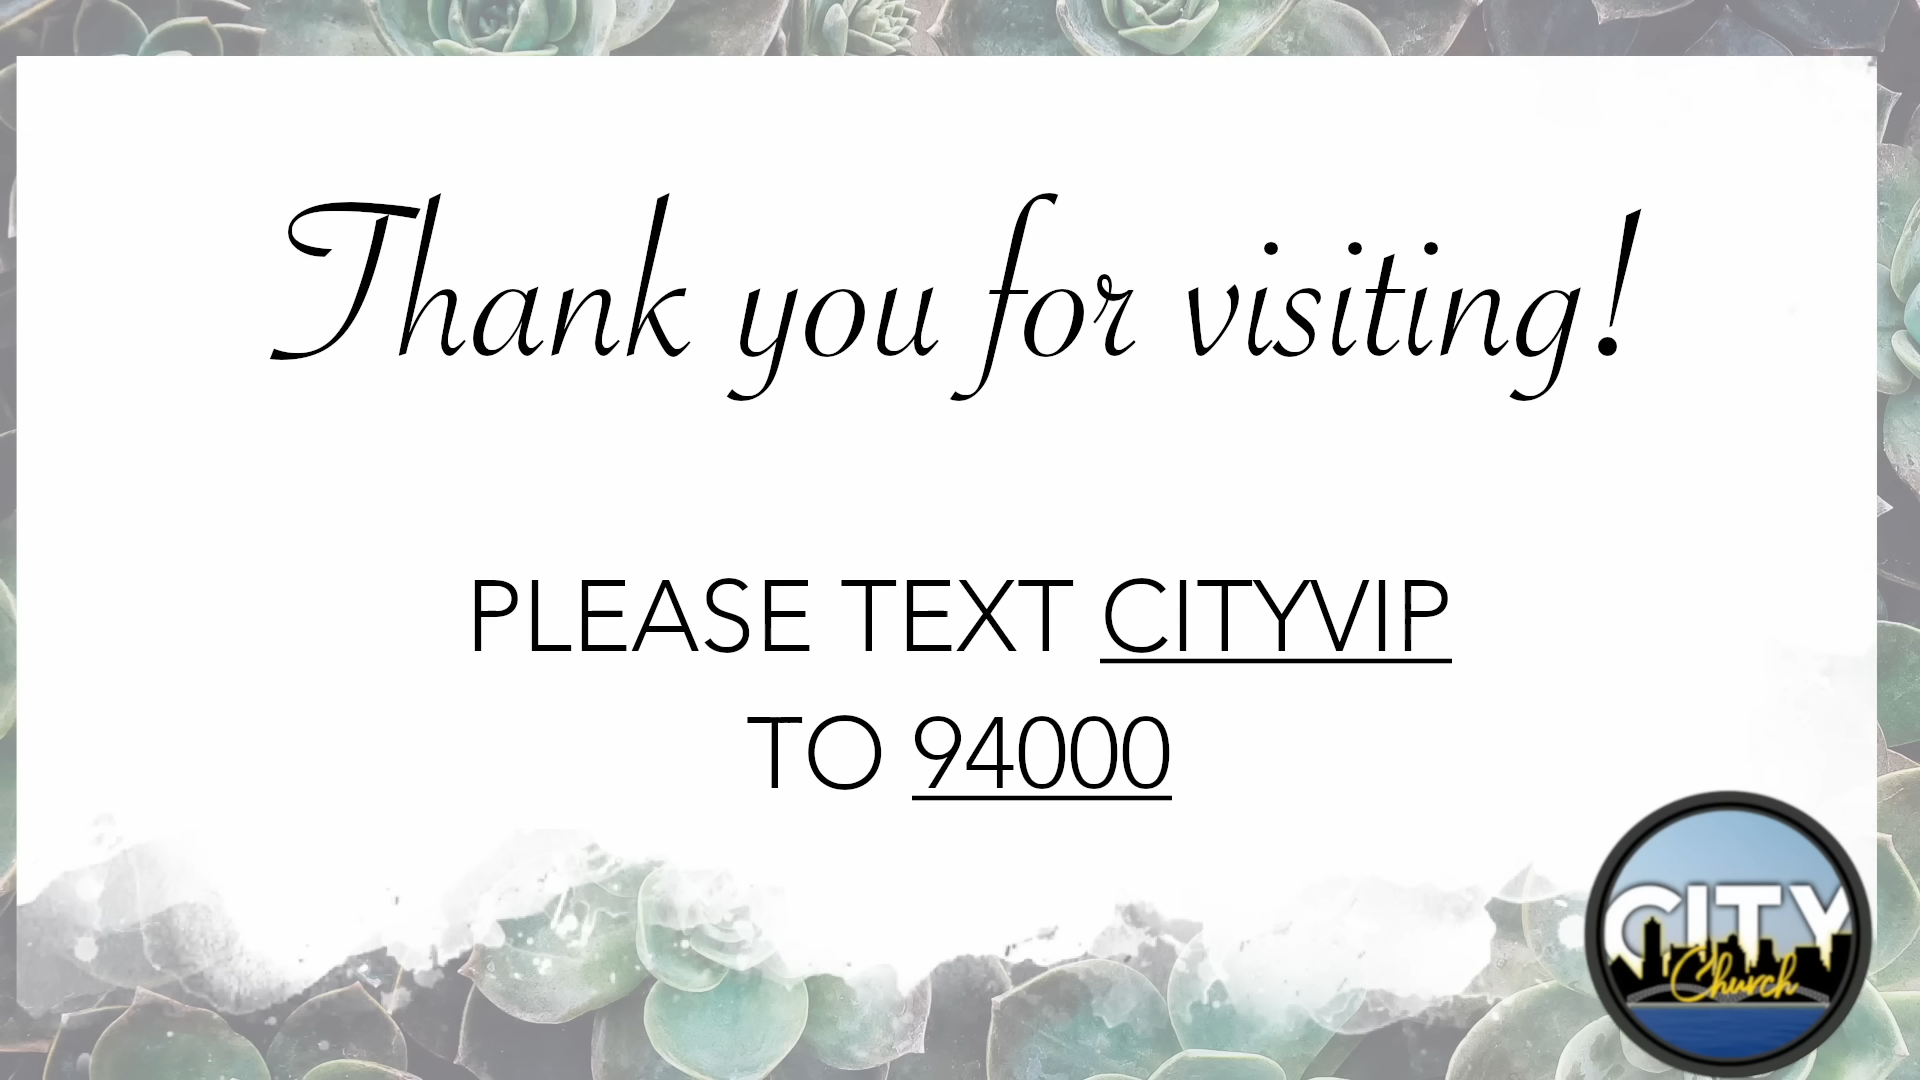 Thank you for visiting!
PLEASE TEXT CITYVIP
TO 94000
CITY
Church